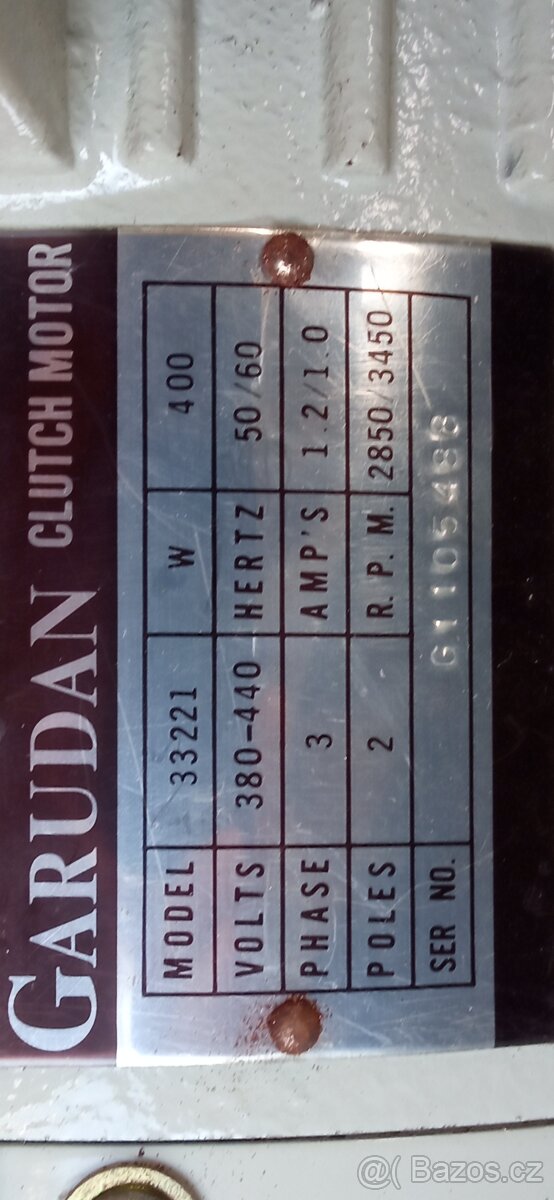 GARUDAN CLUTCH MOTOR
MODEL 33221 W 400
VOLTS 380-440 HERTZ 50/60
PHASE 3 AMP'S 1.2/1.0
POLES 2 R. P. M. 2850/3450
SER NO. G1105488
@ Bazos.cz